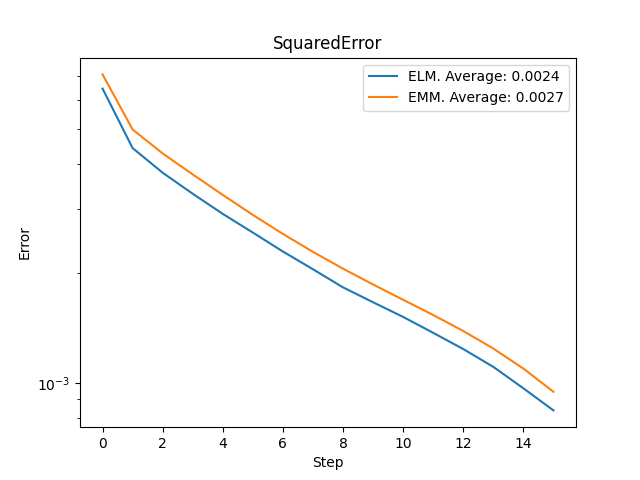 SquaredError
ELM. Average: 0.0024
EMM. Average: 0.0027
Error
10⁻³
0 2 4 6 8 10 12 14
Step